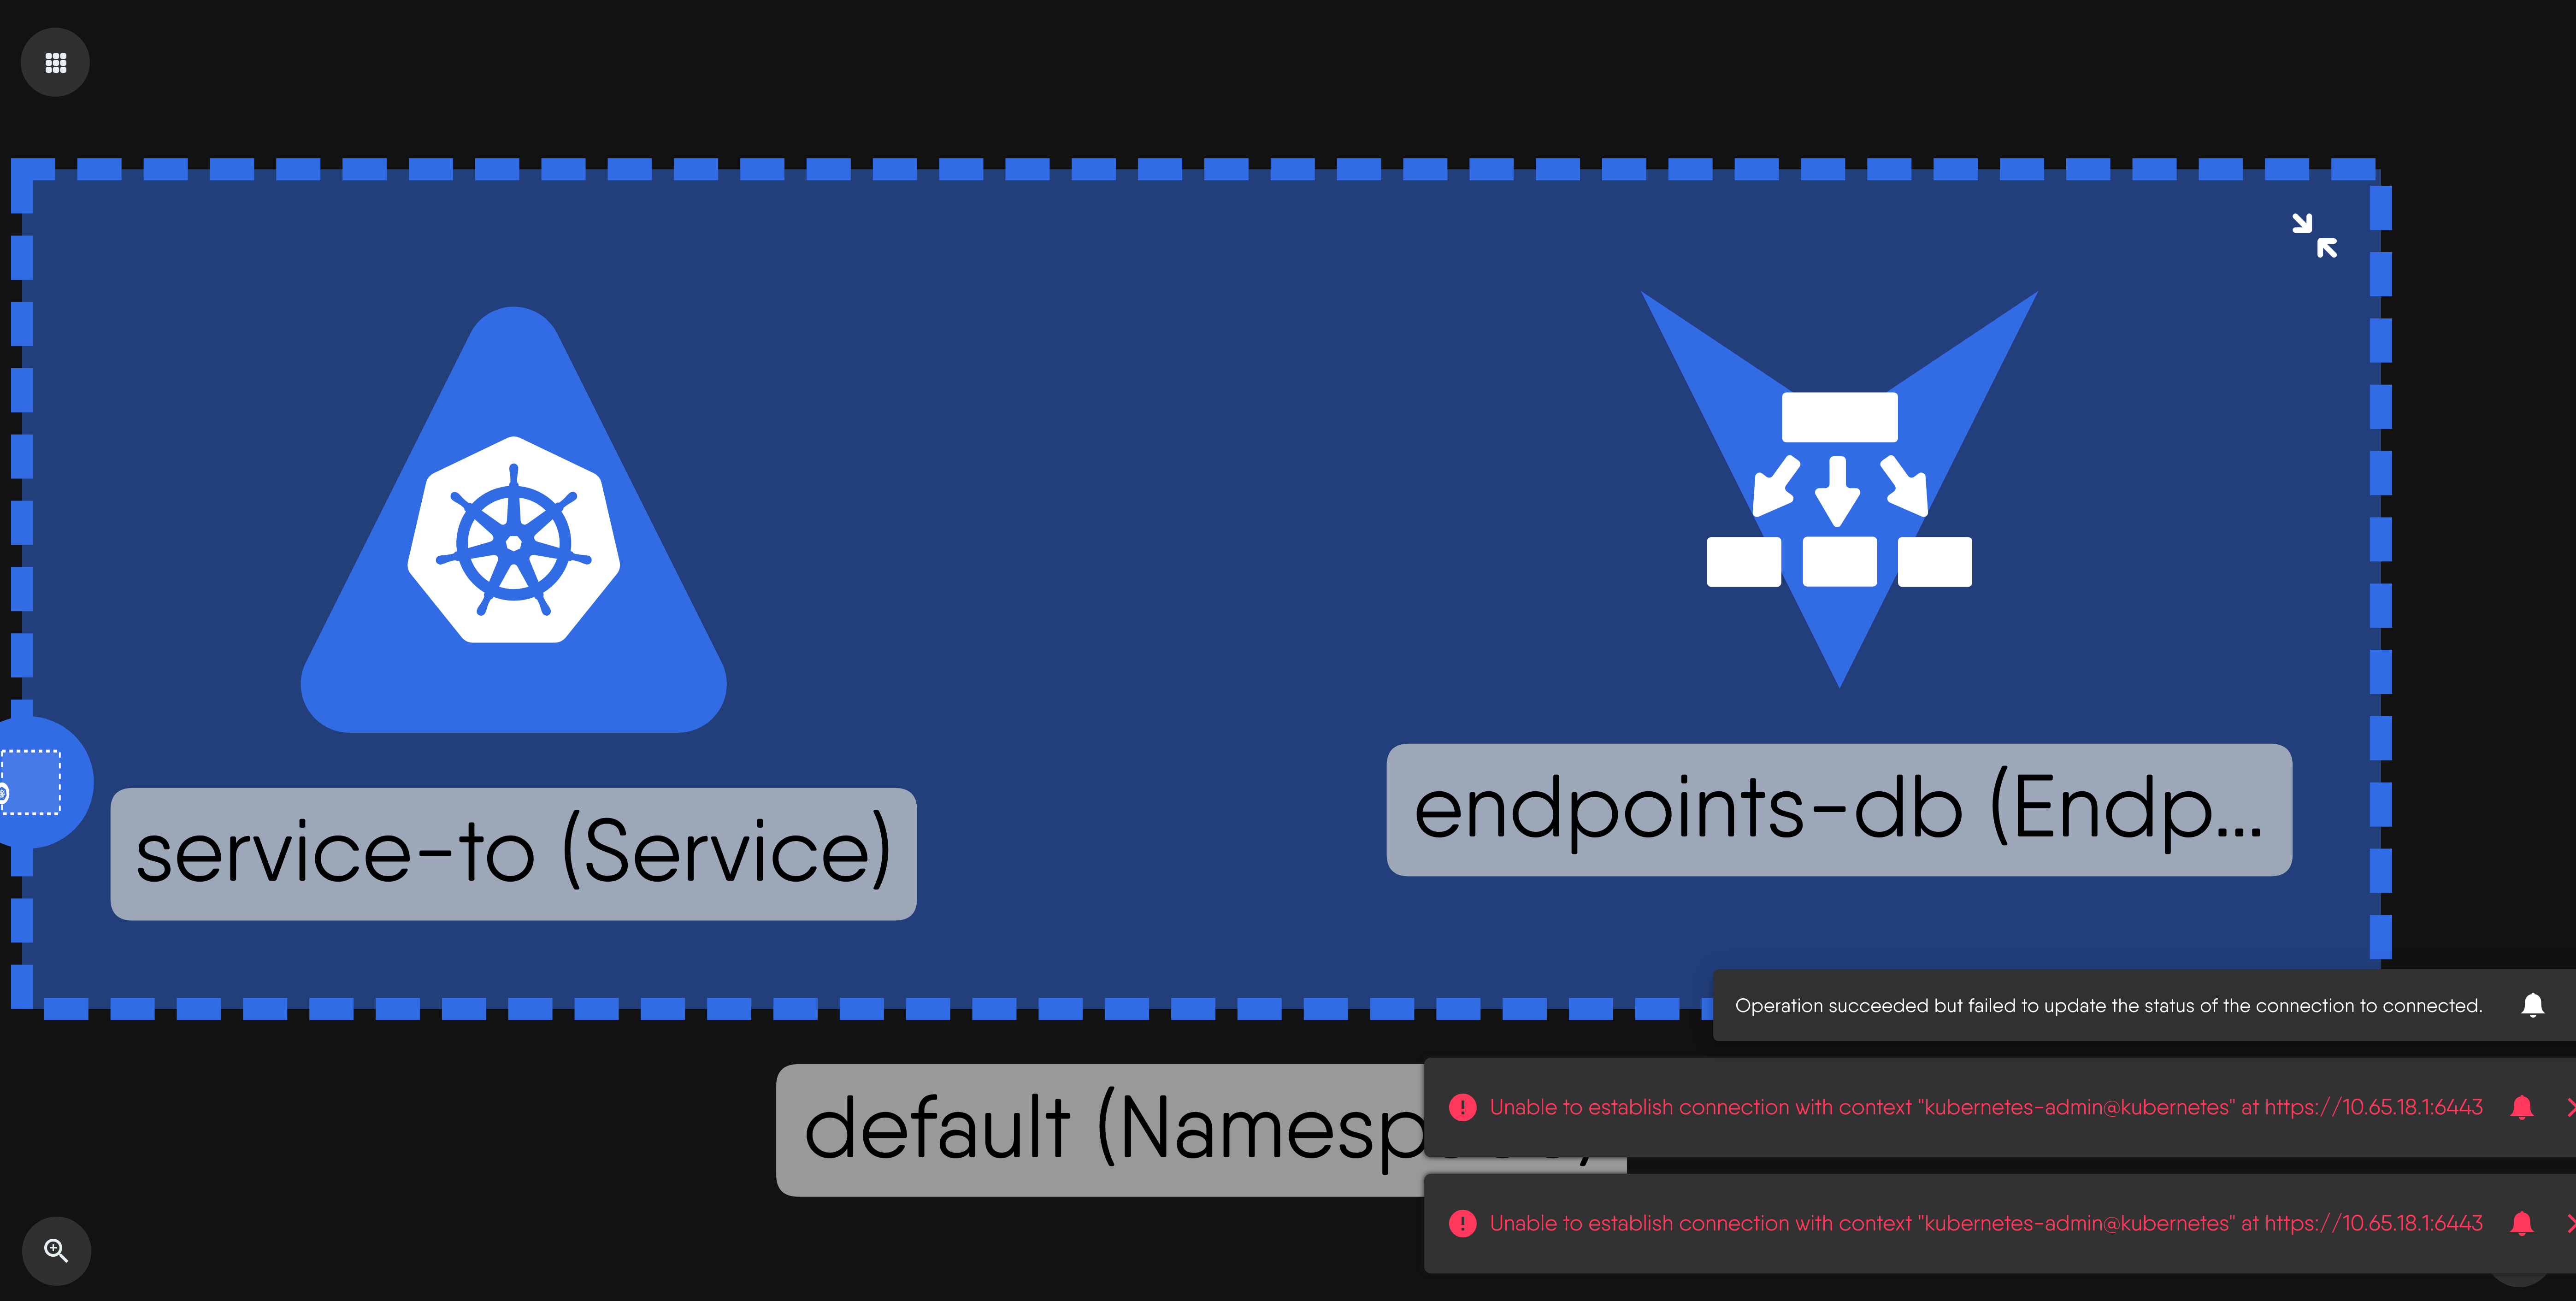 service-to (Service)
endpoints-db (Endp...
Operation succeeded but failed to update the status of the connection to connected.
default (Namesp
Unable to establish connection with context "kubernetes-admin@kubernetes" at https://10.65.18.1:6443
Unable to establish connection with context "kubernetes-admin@kubernetes" at https://10.65.18.1:6443